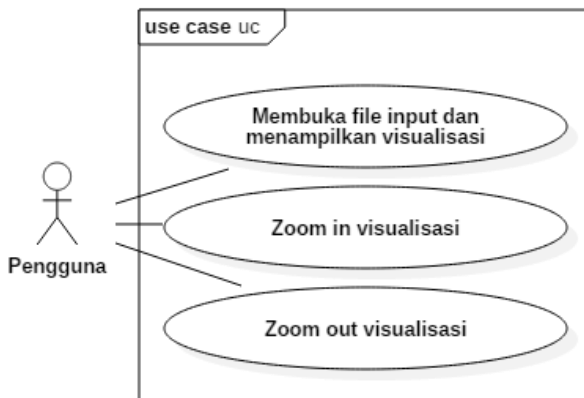 use case uc
Membuka file input dan
menampilkan visualisasi
Zoom in visualisasi
Pengguna
Zoom out visualisasi